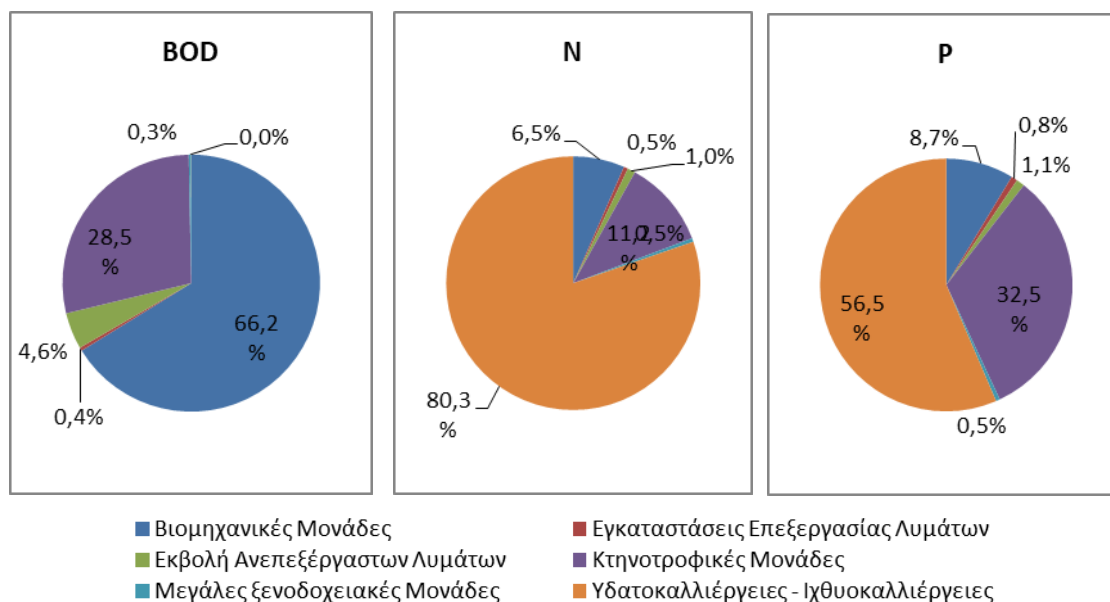 BOD
0,3%
0,0%
28,5
%
66,2
%
4,6%
0,4%
N
6,5%
0,5%
1,0%
0,5%
%
80,3
%
P
8,7%
0,8%
1,1%
56,5
%
32,5
%
0,5%
Βιομηχανικές Μονάδες
Εγκαταστάσεις Επεξεργασίας Λυμάτων
Εκβολή Ανεπεξέργαστων Λυμάτων
Κτηνοτροφικές Μονάδες
Μεγάλες ξενοδοχειακές Μονάδες
Υδατοκαλλιέργειες - Ιχθυοκαλλιέργειες